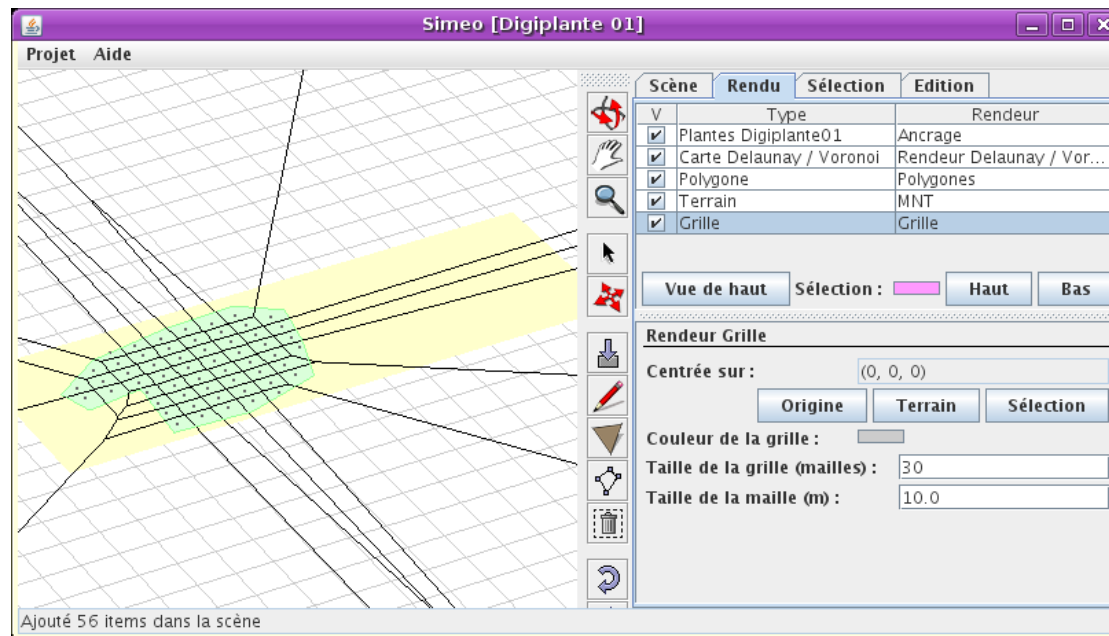 Simeo [Digiplante 01]
Projet Aide
Scène Rendu Sélection Edition
V Type Rendeur
Plantes Digiplante01 Ancrage
Carte Delaunay / Voronoi Rendeur Delaunay / Vor...
Polygone Polygones
Terrain MNT
Grille Grille
Vue de haut Sélection : Haut Bas
Rendeur Grille
Centrée sur : (0, 0, 0)
Origine Terrain Sélection
Couleur de la grille :
Taille de la grille (mailles) : 30
Taille de la maille (m) : 10.0
Ajouté 56 items dans la scène